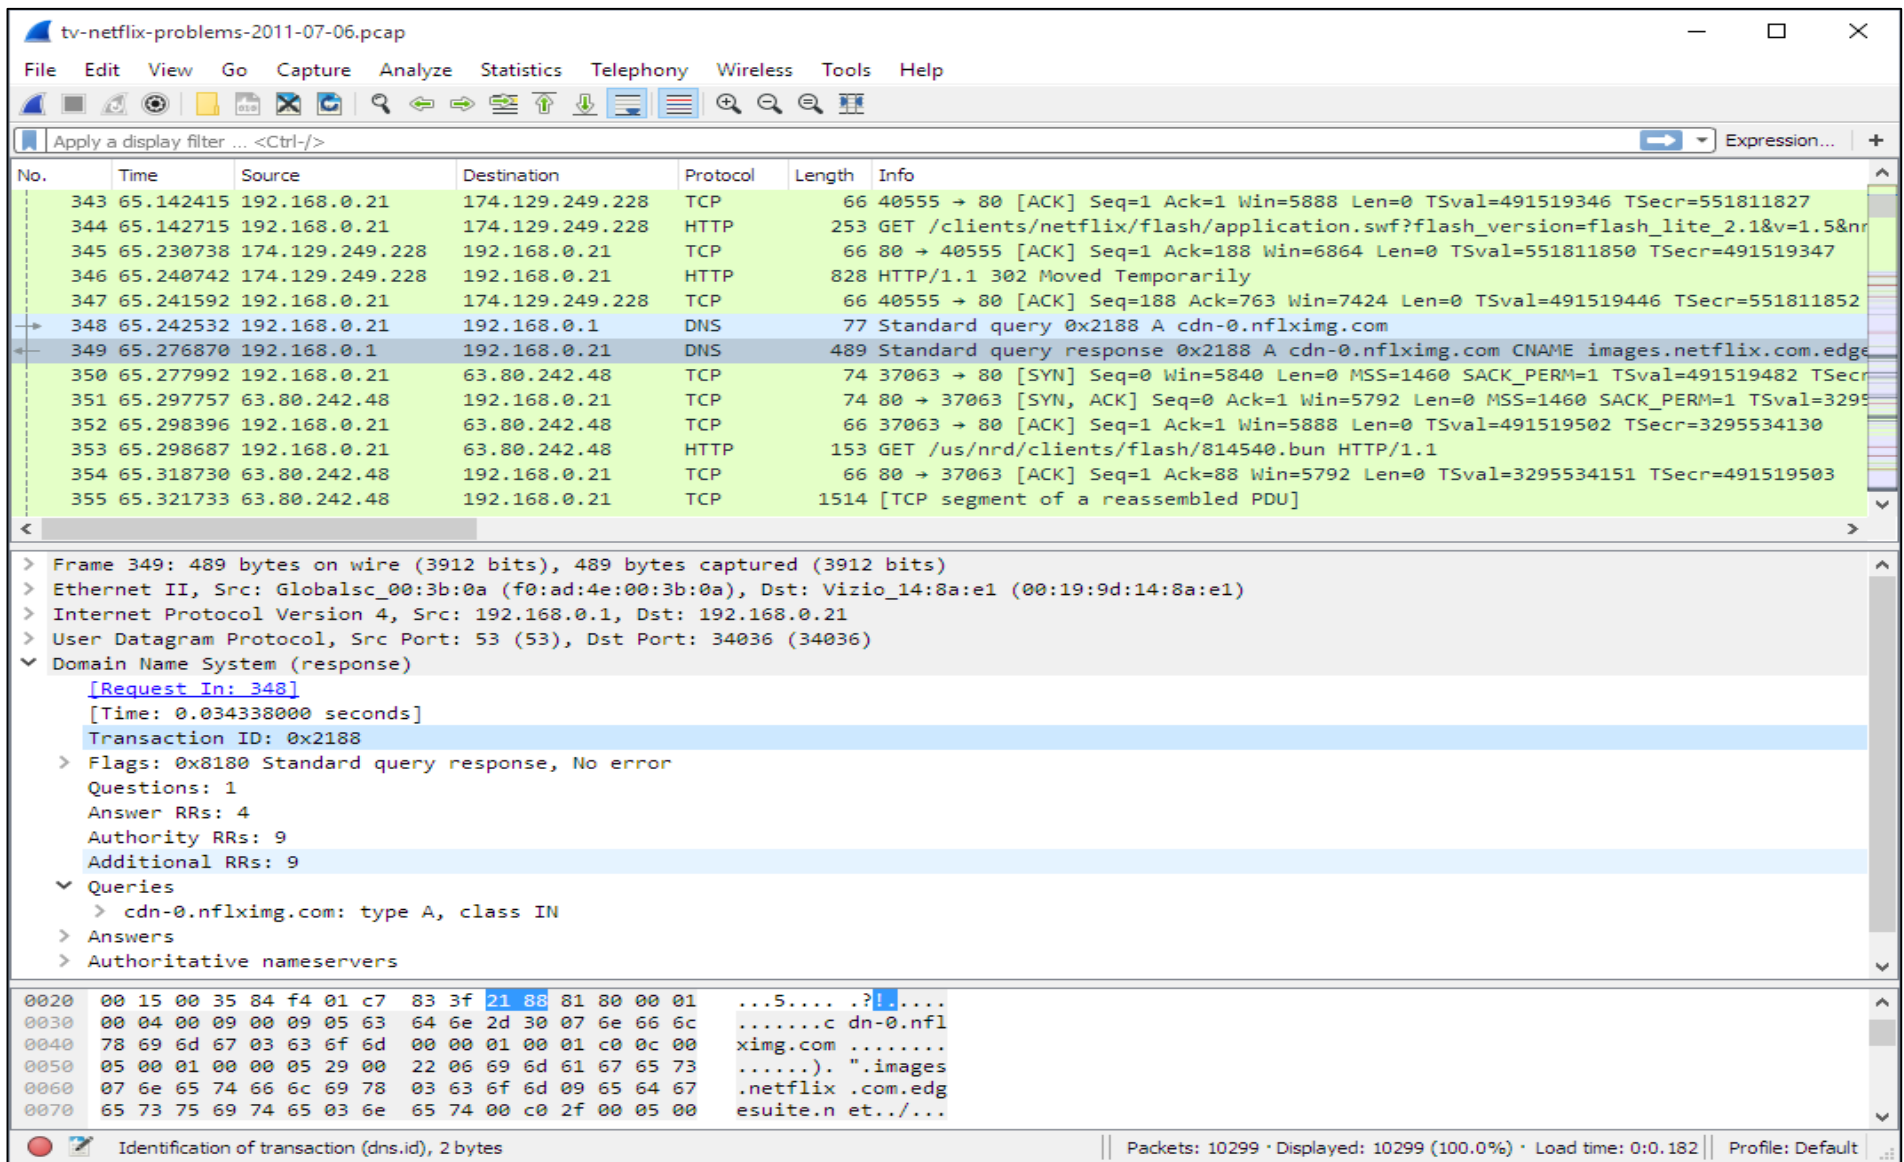 tv-netflix-problems-2011-07-06.pcap
File Edit View Go Capture Analyze Statistics Telephony Wireless Tools Help
Apply a display filter ... <Ctrl-/> Expression... +
No. Time Source Destination Protocol Length Info
343 65.142415 192.168.0.21 174.129.249.228 TCP 66 40555 → 80 [ACK] Seq=1 Ack=1 Win=5888 Len=0 TSval=491519346 TSecr=551811827
344 65.142715 192.168.0.21 174.129.249.228 HTTP 253 GET /clients/netflix/flash/application.swf?flash_version=flash_lite_2.1&v=1.5&nr
345 65.230738 174.129.249.228 192.168.0.21 TCP 66 80 → 40555 [ACK] Seq=1 Ack=188 Win=6864 Len=0 TSval=551811850 TSecr=491519347
346 65.240742 174.129.249.228 192.168.0.21 HTTP 828 HTTP/1.1 302 Moved Temporarily
347 65.241592 192.168.0.21 174.129.249.228 TCP 66 40555 → 80 [ACK] Seq=188 Ack=763 Win=7424 Len=0 TSval=491519446 TSecr=551811852
348 65.242532 192.168.0.21 192.168.0.1 DNS 77 Standard query 0x2188 A cdn-0.nflximg.com
349 65.276870 192.168.0.1 192.168.0.21 DNS 489 Standard query response 0x2188 A cdn-0.nflximg.com CNAME images.netflix.com.edge
350 65.277992 192.168.0.21 63.80.242.48 TCP 74 37063 → 80 [SYN] Seq=0 Win=5840 Len=0 MSS=1460 SACK_PERM=1 TSval=491519482 TSecr
351 65.297757 63.80.242.48 192.168.0.21 TCP 74 80 → 37063 [SYN, ACK] Seq=0 Ack=1 Win=5792 Len=0 MSS=1460 SACK_PERM=1 TSval=3295
352 65.298396 192.168.0.21 63.80.242.48 TCP 66 37063 → 80 [ACK] Seq=1 Ack=1 Win=5888 Len=0 TSval=491519502 TSecr=3295534130
353 65.298687 192.168.0.21 63.80.242.48 HTTP 153 GET /us/nrd/clients/flash/814540.bun HTTP/1.1
354 65.318730 63.80.242.48 192.168.0.21 TCP 66 80 → 37063 [ACK] Seq=1 Ack=88 Win=5792 Len=0 TSval=3295534151 TSecr=491519503
355 65.321733 63.80.242.48 192.168.0.21 TCP 1514 [TCP segment of a reassembled PDU]
Frame 349: 489 bytes on wire (3912 bits), 489 bytes captured (3912 bits)
Ethernet II, Src: Globalsc_00:3b:0a (f0:ad:4e:00:3b:0a), Dst: Vizio_14:8a:e1 (00:19:9d:14:8a:e1)
Internet Protocol Version 4, Src: 192.168.0.1, Dst: 192.168.0.21
User Datagram Protocol, Src Port: 53 (53), Dst Port: 34036 (34036)
Domain Name System (response)
[Request In: 348]
[Time: 0.034338000 seconds]
Transaction ID: 0x2188
Flags: 0x8180 Standard query response, No error
Questions: 1
Answer RRs: 4
Authority RRs: 9
Additional RRs: 9
Queries
cdn-0.nflximg.com: type A, class IN
Answers
Authoritative nameservers
0020 00 15 00 35 84 f4 01 c7 83 3f 21 88 81 80 00 01 ...5.... .?!.....
0030 00 04 00 09 00 09 05 63 64 6e 2d 30 07 6e 66 6c .......c dn-0.nfl
0040 78 69 6d 67 03 63 6f 6d 00 00 01 00 01 c0 0c 00 ximg.com ........
0050 05 00 01 00 00 05 29 00 22 06 69 6d 61 67 65 73 ......). ".images
0060 07 6e 65 74 66 6c 69 78 03 63 6f 6d 09 65 64 67 .netflix .com.edg
0070 65 73 75 69 74 65 03 6e 65 74 00 c0 2f 00 05 00 esuite.n et../...
Identification of transaction (dns.id), 2 bytes Packets: 10299 · Displayed: 10299 (100.0%) · Load time: 0:0.182 Profile: Default